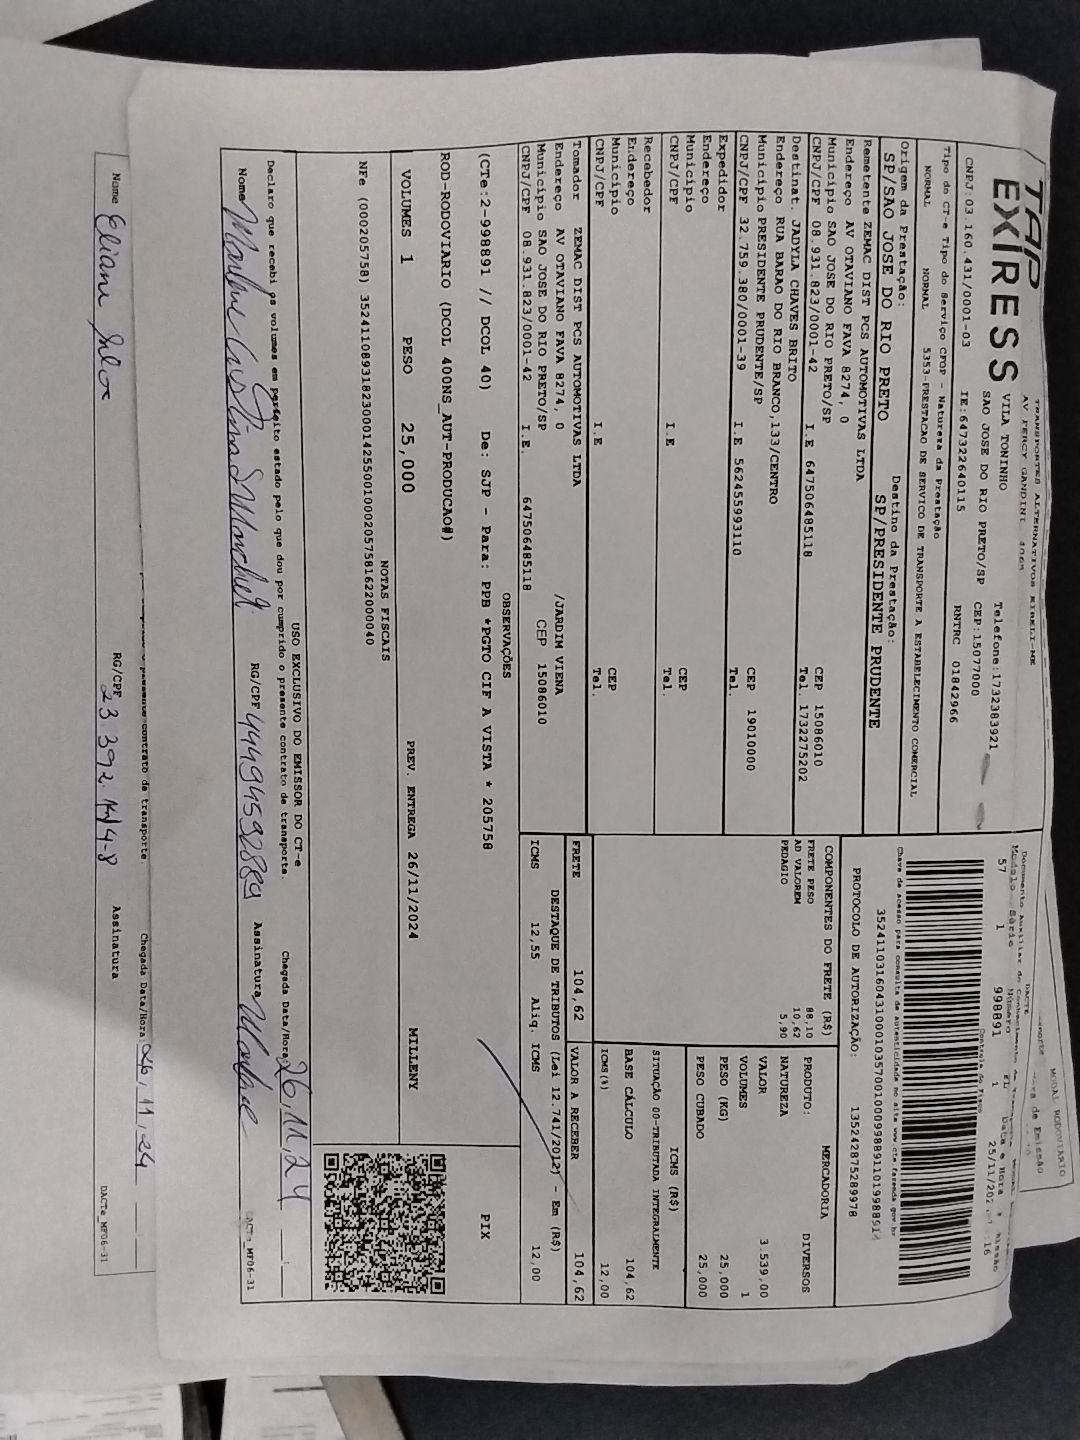 TAP
EXPRESS
TRANSPORTES ALTERNATIVOS EIRELI-ME
AV PERCY GANDINI
VILA TONINHO
SAO JOSE DO RIO PRETO/SP
Telefone:1732383921
CEP:15077000
CNPJ:03.160.431/0001-03
IE:647322640115
RNTRC 01842966
Tipo do CT-e Tipo do Serviço CFOP - Natureza da Prestação
NORMAL NORMAL 5353-PRESTACAO DE SERVICO DE TRANSPORTE A ESTABELECIMENTO COMERCIAL
Origem da Prestação:
SP/SAO JOSE DO RIO PRETO
Destino da Prestação:
SP/PRESIDENTE PRUDENTE
MODAL RODOVIARIO
DACTE
Modelo Série Número FL Data e Hora
57 1 998891 1
Chave de acesso para consulta de autenticidade no site www.cte.fazenda.gov.br
PROTOCOLO DE AUTORIZAÇÃO: 135242875289978
Remetente ZEMAC DIST PCS AUTOMOTIVAS LTDA
Endereço AV OTAVIANO FAVA 8274, 0
Município SAO JOSE DO RIO PRETO/SP CEP 15086010
CNPJ/CPF 08.931.823/0001-42 I.E 647506485118 Tel. 1732275202
Destinat. JADYLA CHAVES BRITO
Endereço RUA BARAO DO RIO BRANCO,133/CENTRO
Município PRESIDENTE PRUDENTE/SP CEP 19010000
CNPJ/CPF 32.759.380/0001-39 I.E 562455993110 Tel.
Expedidor
Endereço
Município CEP
CNPJ/CPF I.E Tel.
Recebedor
Endereço
Município CEP
CNPJ/CPF I.E Tel.
Tomador ZEMAC DIST PCS AUTOMOTIVAS LTDA
Endereço AV OTAVIANO FAVA 8274, 0 /JARDIM VIENA
Município SAO JOSE DO RIO PRETO/SP CEP 15086010
CNPJ/CPF 08.931.823/0001-42 I.E. 647506485118
COMPONENTES DO FRETE (R$)
FRETE PESO 88,10
AD VALOREM 10,62
PEDAGIO 5,90
MERCADORIA
PRODUTO: DIVERSOS
NATUREZA
VALOR 3.539,00
VOLUMES 1
PESO (KG) 25,000
PESO CUBADO 25,000
ICMS (R$)
SITUAÇÃO 00-TRIBUTADA INTEGRALMENTE
BASE CÁLCULO 104,62
ICMS(%) 12,00
FRETE 104,62 VALOR A RECEBER 104,62
DESTAQUE DE TRIBUTOS (Lei 12.741/2012) - Em (R$)
ICMS 12,55 Aliq. ICMS 12,00
OBSERVAÇÕES
(CTe:2-998891 // DCOL 40) De: SJP - Para: PPB *PGTO CIF A VISTA * 205758
ROD-RODOVIARIO (DCOL 400NS_AUT-PRODUCAO#)
PIX
VOLUMES 1 PESO 25,000 PREV. ENTREGA 26/11/2024 MILLENY
NOTAS FISCAIS
NFe (000205758) 35241108931823000142550010002057581622000040
USO EXCLUSIVO DO EMISSOR DO CT-e
Declaro que recebi os volumes em perfeito estado pelo que dou por cumprido o presente contrato de transporte.
Chegada Data/Hora: 26,11,24
Nome RG/CPF 44494592889 Assinatura
DACTe_MF06-31
Chegada Data/Hora: 26,11,24
Nome Eliane Silva RG/CPF Assinatura
DACTe_MF06-31